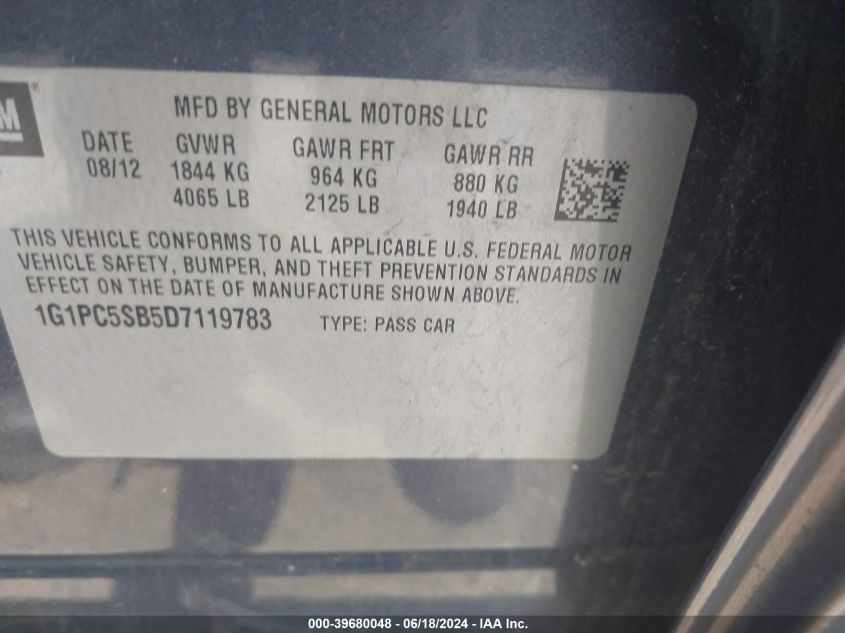 MFD BY GENERAL MOTORS LLC
DATE GVWR GAWR FRT GAWR RR
08/12 1844 KG 964 KG 880 KG
4065 LB 2125 LB 1940 LB
THIS VEHICLE CONFORMS TO ALL APPLICABLE U.S. FEDERAL MOTOR
VEHICLE SAFETY, BUMPER, AND THEFT PREVENTION STANDARDS IN
EFFECT ON THE DATE OF MANUFACTURE SHOWN ABOVE.
1G1PC5SB5D7119783 TYPE: PASS CAR
000-39680048 - 06/18/2024 - IAA Inc.